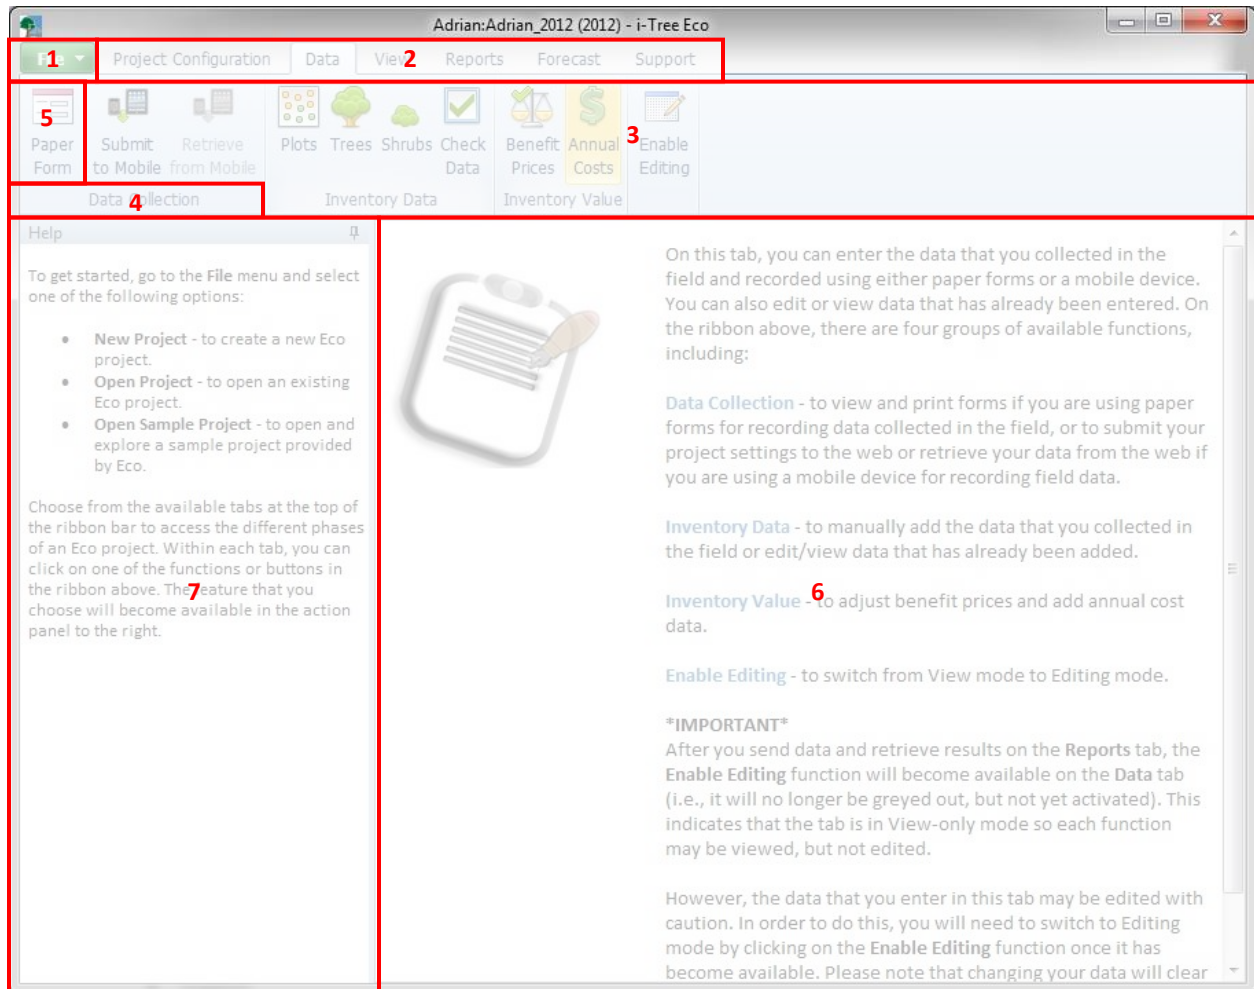 Adrian:Adrian_2012 (2012) - i-Tree Eco
File 1 Project Configuration Data View 2 Reports Forecast Support
5
3
Paper Form
Submit to Mobile
Retrieve from Mobile
Plots
Trees
Shrubs
Check Data
Benefit Prices
Annual Costs
Enable Editing
Data Collection
4
Inventory Data
Inventory Value
Help
To get started, go to the File menu and select
one of the following options:
• New Project - to create a new Eco
project.
• Open Project - to open an existing
Eco project.
• Open Sample Project - to open and
explore a sample project provided
by Eco.
Choose from the available tabs at the top of
the ribbon bar to access the different phases
of an Eco project. Within each tab, you can
click on one of the functions or buttons in
the ribbon above. The feature that you
7
choose will become available in the action
panel to the right.
On this tab, you can enter the data that you collected in the
field and recorded using either paper forms or a mobile device.
You can also edit or view data that has already been entered. On
the ribbon above, there are four groups of available functions,
including:
Data Collection - to view and print forms if you are using paper
forms for recording data collected in the field, or to submit your
project settings to the web or retrieve your data from the web if
you are using a mobile device for recording field data.
Inventory Data - to manually add the data that you collected in
the field or edit/view data that has already been added.
6
Inventory Value - to adjust benefit prices and add annual cost
data.
Enable Editing - to switch from View mode to Editing mode.
*IMPORTANT*
After you send data and retrieve results on the Reports tab, the
Enable Editing function will become available on the Data tab
(i.e., it will no longer be greyed out, but not yet activated). This
indicates that the tab is in View-only mode so each function
may be viewed, but not edited.
However, the data that you enter in this tab may be edited with
caution. In order to do this, you will need to switch to Editing
mode by clicking on the Enable Editing function once it has
become available. Please note that changing your data will clear